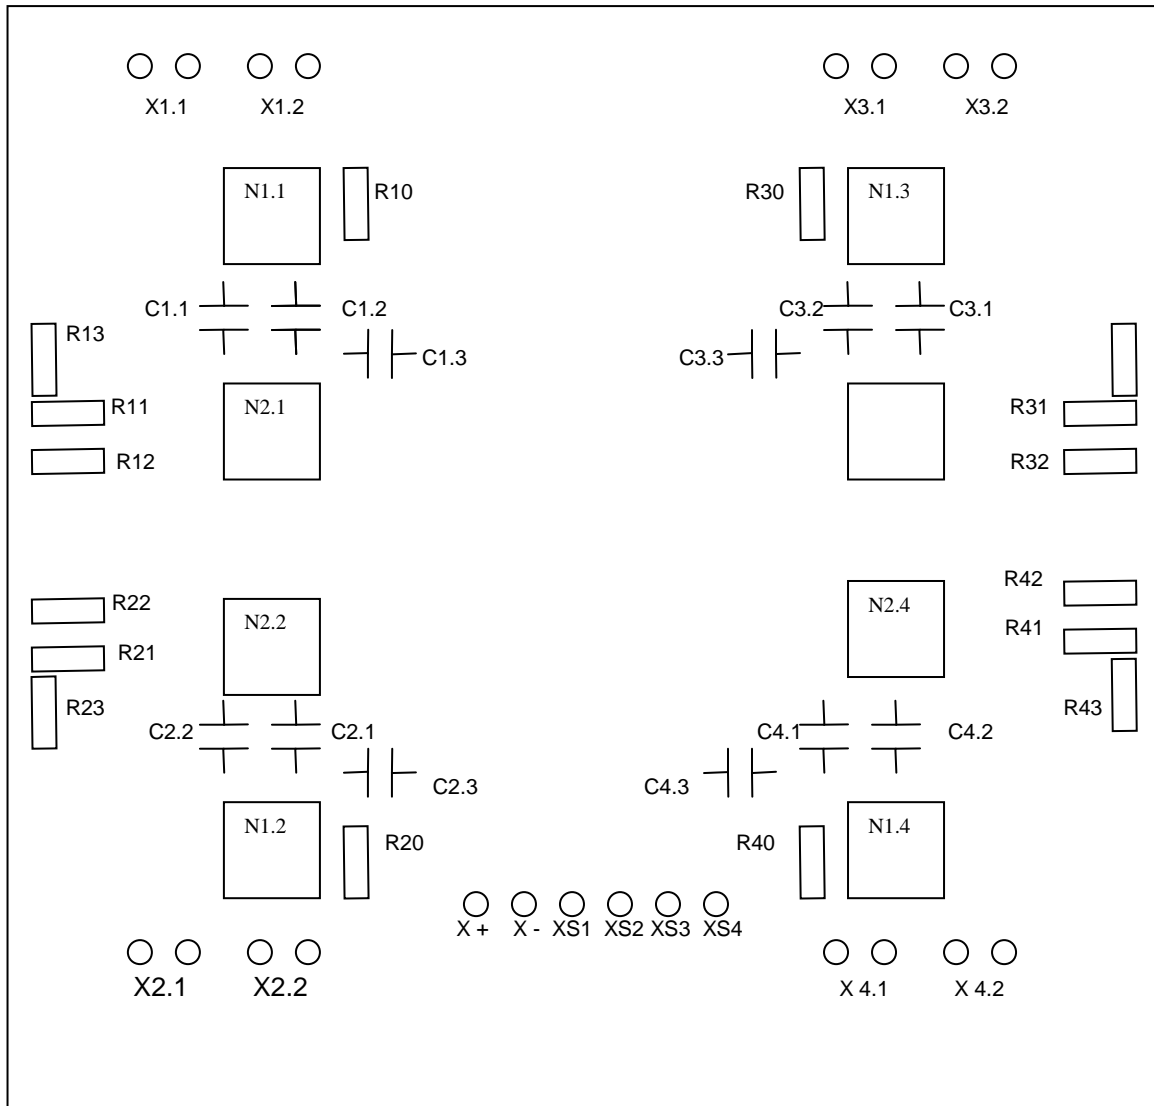 X1.1 X1.2 X3.1 X3.2
N1.1 R10 R30 N1.3
C1.1 C1.2 C3.2 C3.1
R13 C1.3 C3.3
R11 N2.1 R31
R12 R32
R22 N2.2 N2.4 R42
R21 R41
R23 C2.2 C2.1 C4.1 C4.2 R43
C2.3 C4.3
N1.2 R20 R40 N1.4
X + X - XS1 XS2 XS3 XS4
X2.1 X2.2 X 4.1 X 4.2